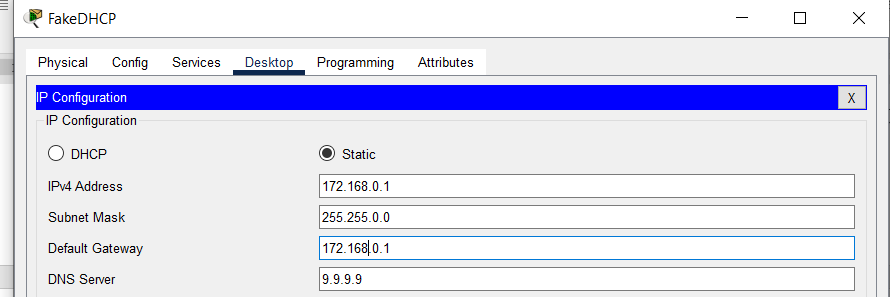 FakeDHCP
Physical Config Services Desktop Programming Attributes
IP Configuration X
IP Configuration
DHCP Static
IPv4 Address 172.168.0.1
Subnet Mask 255.255.0.0
Default Gateway 172.168.0.1
DNS Server 9.9.9.9